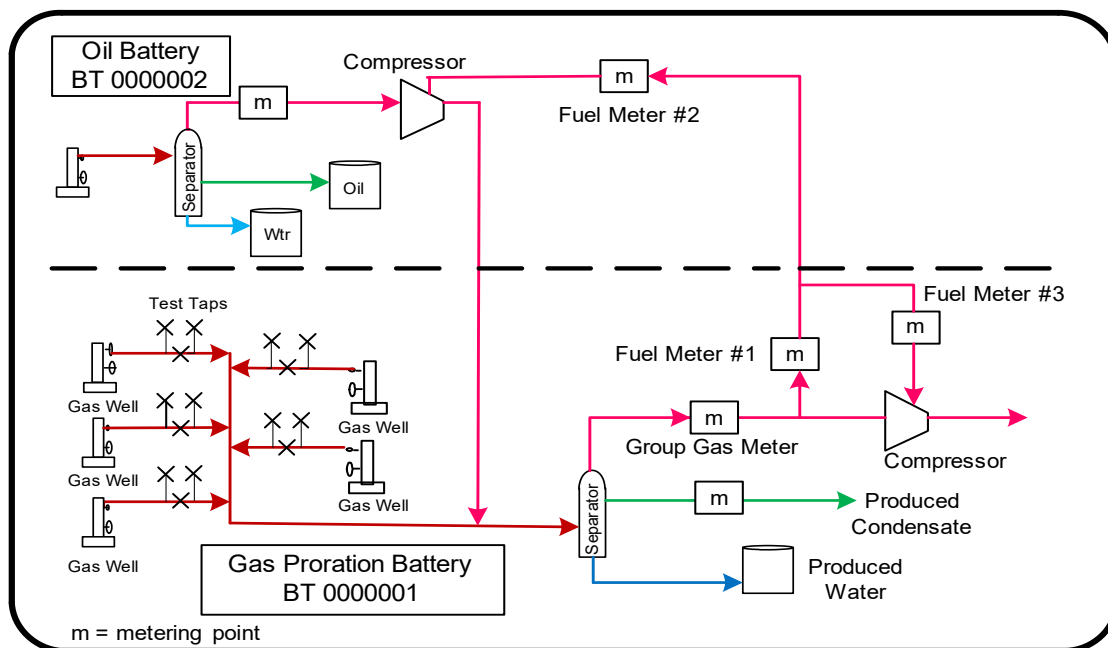 Oil Battery
BT 0000002
Compressor
m
m
Fuel Meter #2
Separator
Oil
Wtr
Test Taps
Fuel Meter #3
m
Fuel Meter #1
m
Gas Well
Gas Well
Gas Well
Gas Well
Gas Well
m
Group Gas Meter
Compressor
Separator
m
Produced
Condensate
Produced
Water
Gas Proration Battery
BT 0000001
m = metering point